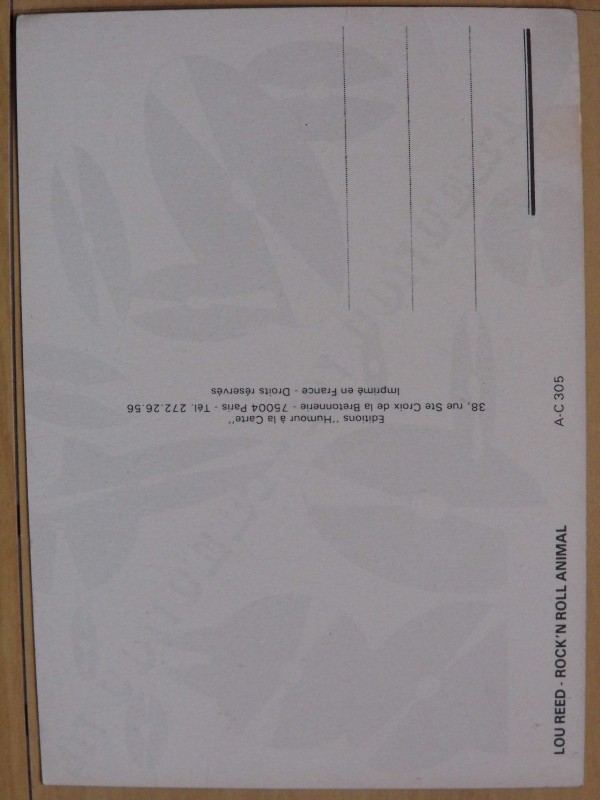 LOU REED - ROCK'N ROLL ANIMAL
A-C 305
Editions "Humour à la Carte"
38, rue Ste Croix de la Bretonnerie - 75004 Paris - Tél. 272.26.56
Imprimé en France - Droits réservés